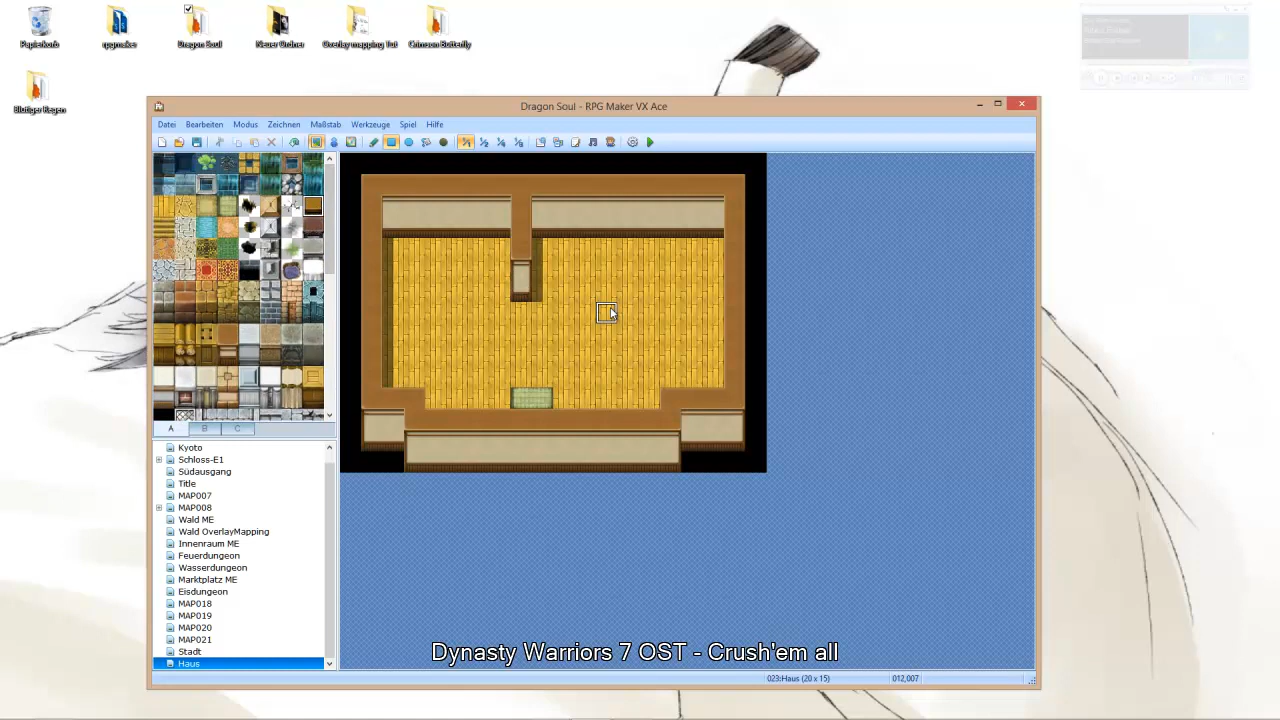 Papierkorb
rpgmaker
Dragon Soul
Neuer Ordner
Overlay mapping Tut
Crimson Butterfly
Blutiger Regen
Dragon Soul - RPG Maker VX Ace
Datei Bearbeiten Modus Zeichnen Maßstab Werkzeuge Spiel Hilfe
A B C
Kyoto
Schloss-E1
Südausgang
Title
MAP007
MAP008
Wald ME
Wald OverlayMapping
Innenraum ME
Feuerdungeon
Wasserdungeon
Marktplatz ME
Eisdungeon
MAP018
MAP019
MAP020
MAP021
Stadt
Haus
Dynasty Warriors 7 OST - Crush'em all
023:Haus (20 x 15) 012,007